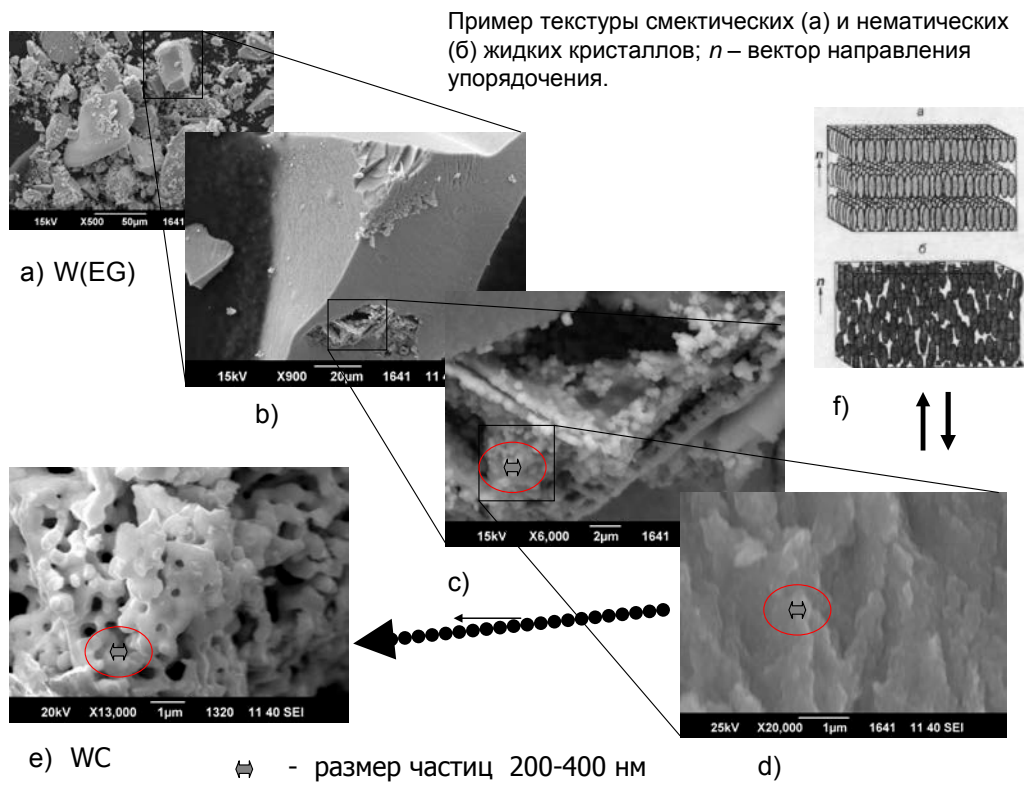 Пример текстуры смектических (а) и нематических
(б) жидких кристаллов; n – вектор направления
упорядочения.
а
n
б
n
15kV X500 50µm 1641
a) W(EG)
15kV X900 20µm 1641 11 4
b)
15kV X6,000 2µm 1641
c)
f)
20kV X13,000 1µm 1320 11 40 SEI
25kV X20,000 1µm 1641 11 40 SEI
e) WC
- размер частиц 200-400 нм
d)